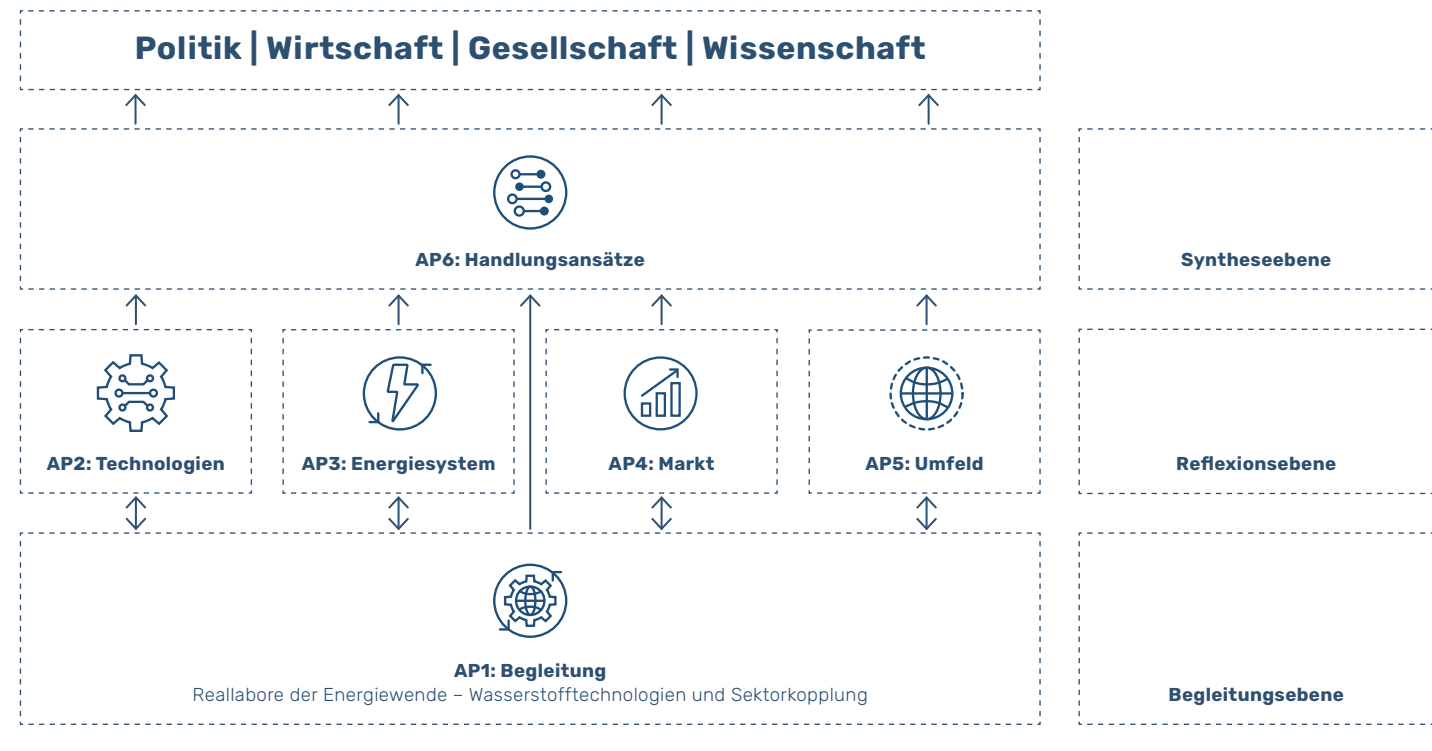 Politik | Wirtschaft | Gesellschaft | Wissenschaft
AP6: Handlungsansätze
Syntheseebene
AP2: Technologien
AP3: Energiesystem
AP4: Markt
AP5: Umfeld
Reflexionsebene
AP1: Begleitung
Reallabore der Energiewende – Wasserstofftechnologien und Sektorkopplung
Begleitungsebene